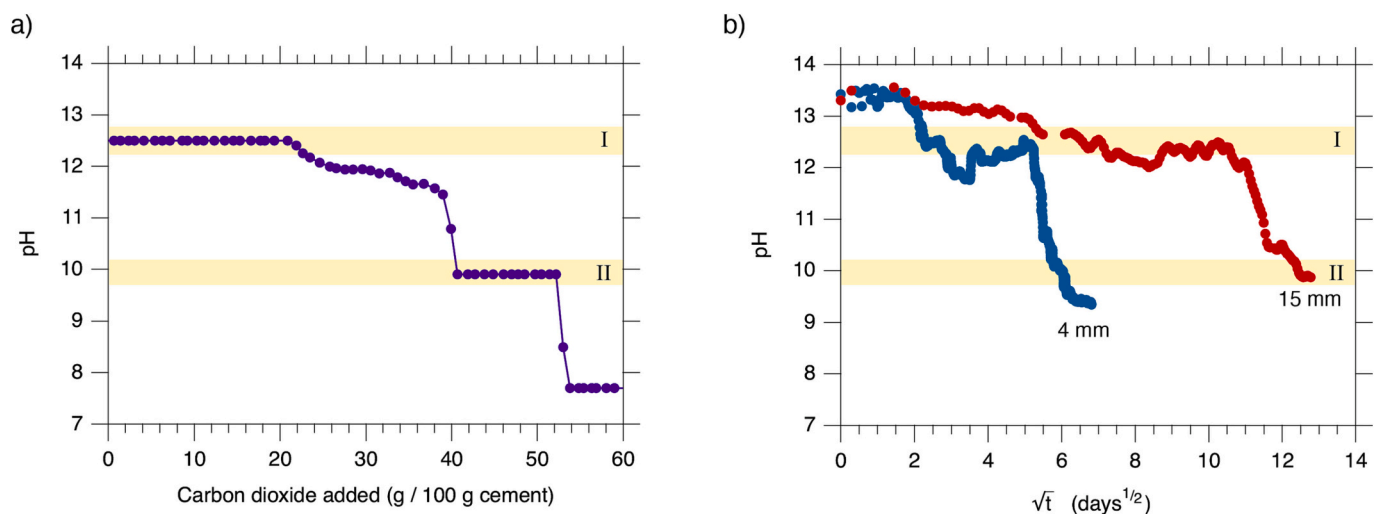 a)
14
13
12
11
10
9
8
7
pH
I
II
0 10 20 30 40 50 60
Carbon dioxide added (g / 100 g cement)
b)
14
13
12
11
10
9
8
7
pH
I
II
4 mm
15 mm
0 2 4 6 8 10 12 14
√t (days^1/2)